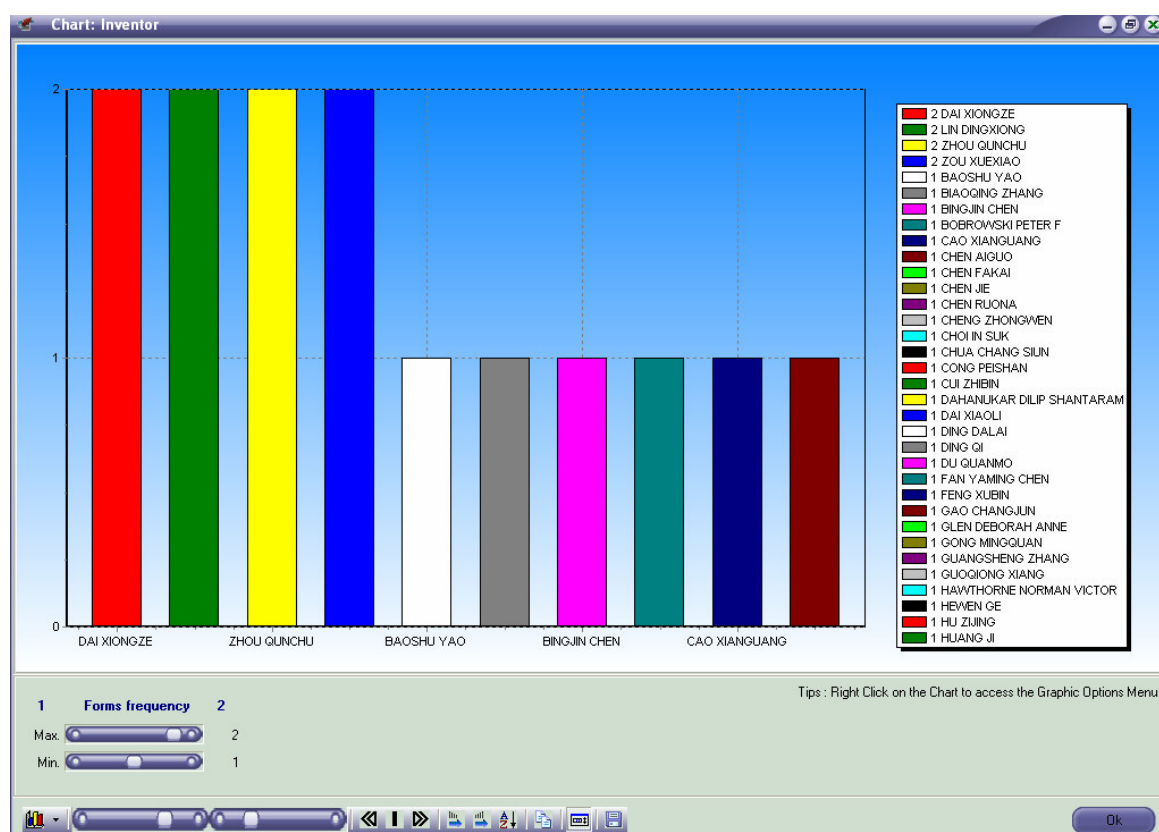 Chart: Inventor
2
1
0
DAI XIONGZE
ZHOU QUNCHU
BAOSHU YAO
BINGJIN CHEN
CAO XIANGUANG
2 DAI XIONGZE
2 LIN DINGXIONG
2 ZHOU QUNCHU
2 ZOU XUEXIAO
1 BAOSHU YAO
1 BIAOQING ZHANG
1 BINGJIN CHEN
1 BOBROWSKI PETER F
1 CAO XIANGUANG
1 CHEN AIGUO
1 CHEN FAKAI
1 CHEN JIE
1 CHEN RUONA
1 CHENG ZHONGWEN
1 CHOI IN SUK
1 CHUA CHANG SIUN
1 CONG PEISHAN
1 CUI ZHIBIN
1 DAHANUKAR DILIP SHANTARAM
1 DAI XIAOLI
1 DING DALAI
1 DING QI
1 DU QUANMO
1 FAN YAMING CHEN
1 FENG XUBIN
1 GAO CHANGJUN
1 GLEN DEBORAH ANNE
1 GONG MINGQUAN
1 GUANGSHENG ZHANG
1 GUOQIONG XIANG
1 HAWTHORNE NORMAN VICTOR
1 HEWEN GE
1 HU ZIJING
1 HUANG JI
Tips : Right Click on the Chart to access the Graphic Options Menu
1 Forms frequency 2
Max. 2
Min. 1
Ok